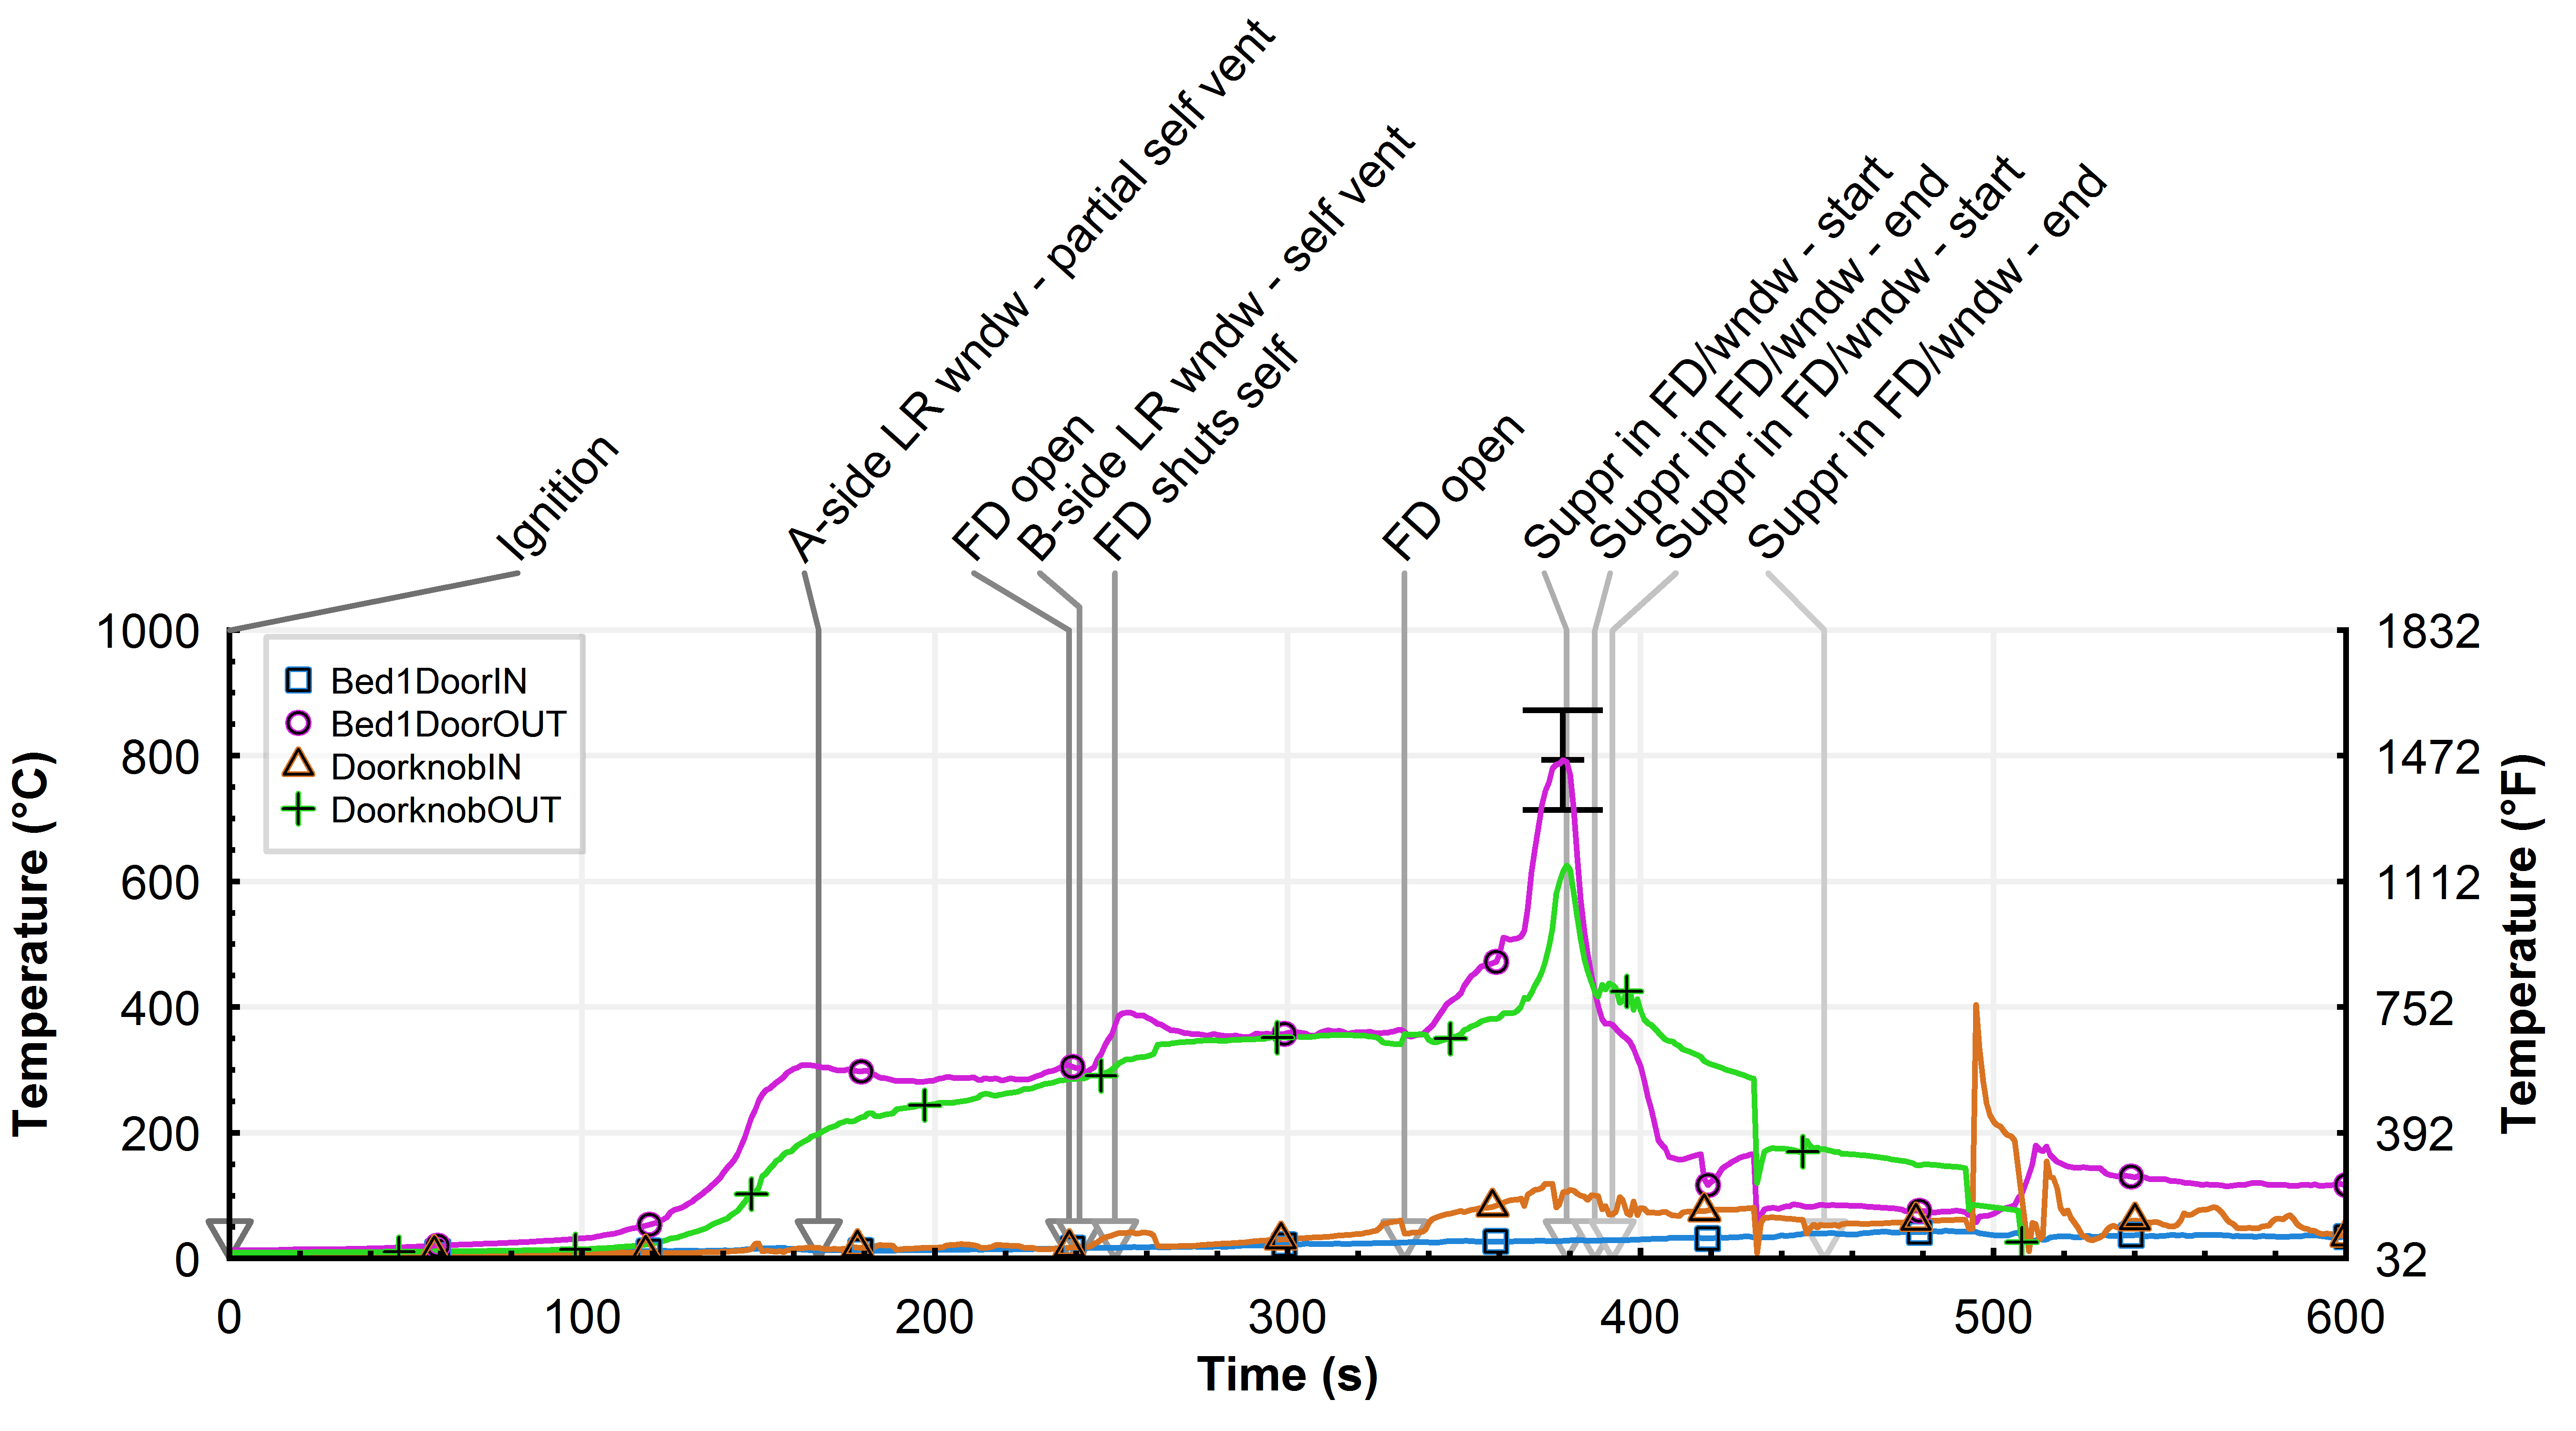 Ignition
A-side LR wndw - partial self vent
FD open
B-side LR wndw - self vent
FD shuts self
FD open
Suppr in FD/wndw - start
Suppr in FD/wndw - end
Suppr in FD/wndw - start
Suppr in FD/wndw - end
1000
800
600
400
200
0
Temperature (°C)
Bed1DoorIN
Bed1DoorOUT
DoorknobIN
DoorknobOUT
1832
1472
1112
752
392
32
Temperature (°F)
0 100 200 300 400 500 600
Time (s)